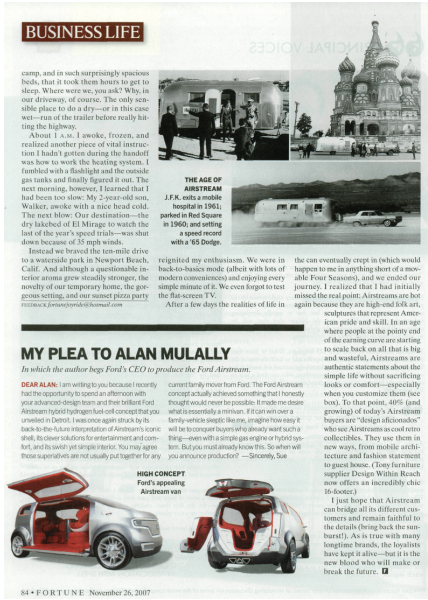 BUSINESS LIFE
camp, and in such surprisingly spacious
beds, that it took them hours to get to
sleep. Where were we, you ask? Why, in
our driveway, of course. The only sen-
sible place to do a dry—or in this case
wet—run of the trailer before really hit-
ting the highway.
About 1 A.M. I awoke, frozen, and
realized another piece of vital instruc-
tion I hadn't gotten during the handoff
was how to work the heating system. I
fumbled with a flashlight and the outside
gas tanks and finally figured it out. The
next morning, however, I learned that I
had been too slow: My 2-year-old son,
Walker, awoke with a nice head cold.
The next blow: Our destination—the
dry lakebed of El Mirage to watch the
last of the year's speed trials—was shut
down because of 35 mph winds.
Instead we braved the ten-mile drive
to a waterside park in Newport Beach,
Calif. And although a questionable in-
terior aroma grew steadily stronger, the
novelty of our temporary home, the gor-
geous setting, and our sunset pizza party
FEEDBACK fortunejoyride@hotmail.com
THE AGE OF
AIRSTREAM
J.F.K. exits a mobile
hospital in 1961;
parked in Red Square
in 1960; and setting
a speed record
with a '65 Dodge.
reignited my enthusiasm. We were in
back-to-basics mode (albeit with lots of
modern conveniences) and enjoying every
simple minute of it. We even forgot to test
the flat-screen TV.
After a few days the realities of life in
the can eventually crept in (which would
happen to me in anything short of a mov-
able Four Seasons), and we ended our
journey. I realized that I had initially
missed the real point: Airstreams are hot
again because they are high-end folk art,
sculptures that represent Amer-
ican pride and skill. In an age
where people at the pointy end
of the earning curve are starting
to scale back on all that is big
and wasteful, Airstreams are
authentic statements about the
simple life without sacrificing
looks or comfort—especially
when you customize them (see
box). To that point, 40% (and
growing) of today's Airstream
buyers are "design aficionados"
who see Airstreams as cool retro
collectibles. They use them in
new ways, from mobile archi-
tecture and fashion statement
to guest house. (Tony furniture
supplier Design Within Reach
now offers an incredibly chic
16-footer.)
I just hope that Airstream
can bridge all its different cus-
tomers and remain faithful to
the details (bring back the sun-
burst!). As is true with many
longtime brands, the loyalists
have kept it alive—but it is the
new blood who will make or
break the future. F
MY PLEA TO ALAN MULALLY
In which the author begs Ford's CEO to produce the Ford Airstream.
DEAR ALAN: I am writing to you because I recently
had the opportunity to spend an afternoon with
your advanced-design team and their brilliant Ford
Airstream hybrid hydrogen fuel-cell concept that you
unveiled in Detroit. I was once again struck by its
back-to-the-future interpretation of Airstream's iconic
shell, its clever solutions for entertainment and com-
fort, and its swish yet simple interior. You may agree
those superlatives are not usually put together for any
current family mover from Ford. The Ford Airstream
concept actually achieved something that I honestly
thought would never be possible: It made me desire
what is essentially a minivan. If it can win over a
family-vehicle skeptic like me, imagine how easy it
will be to conquer buyers who already want such a
thing—even with a simple gas engine or hybrid sys-
tem. But you must already know this. So when will
you announce production? —Sincerely, Sue
HIGH CONCEPT
Ford's appealing
Airstream van
84 • FORTUNE November 26, 2007